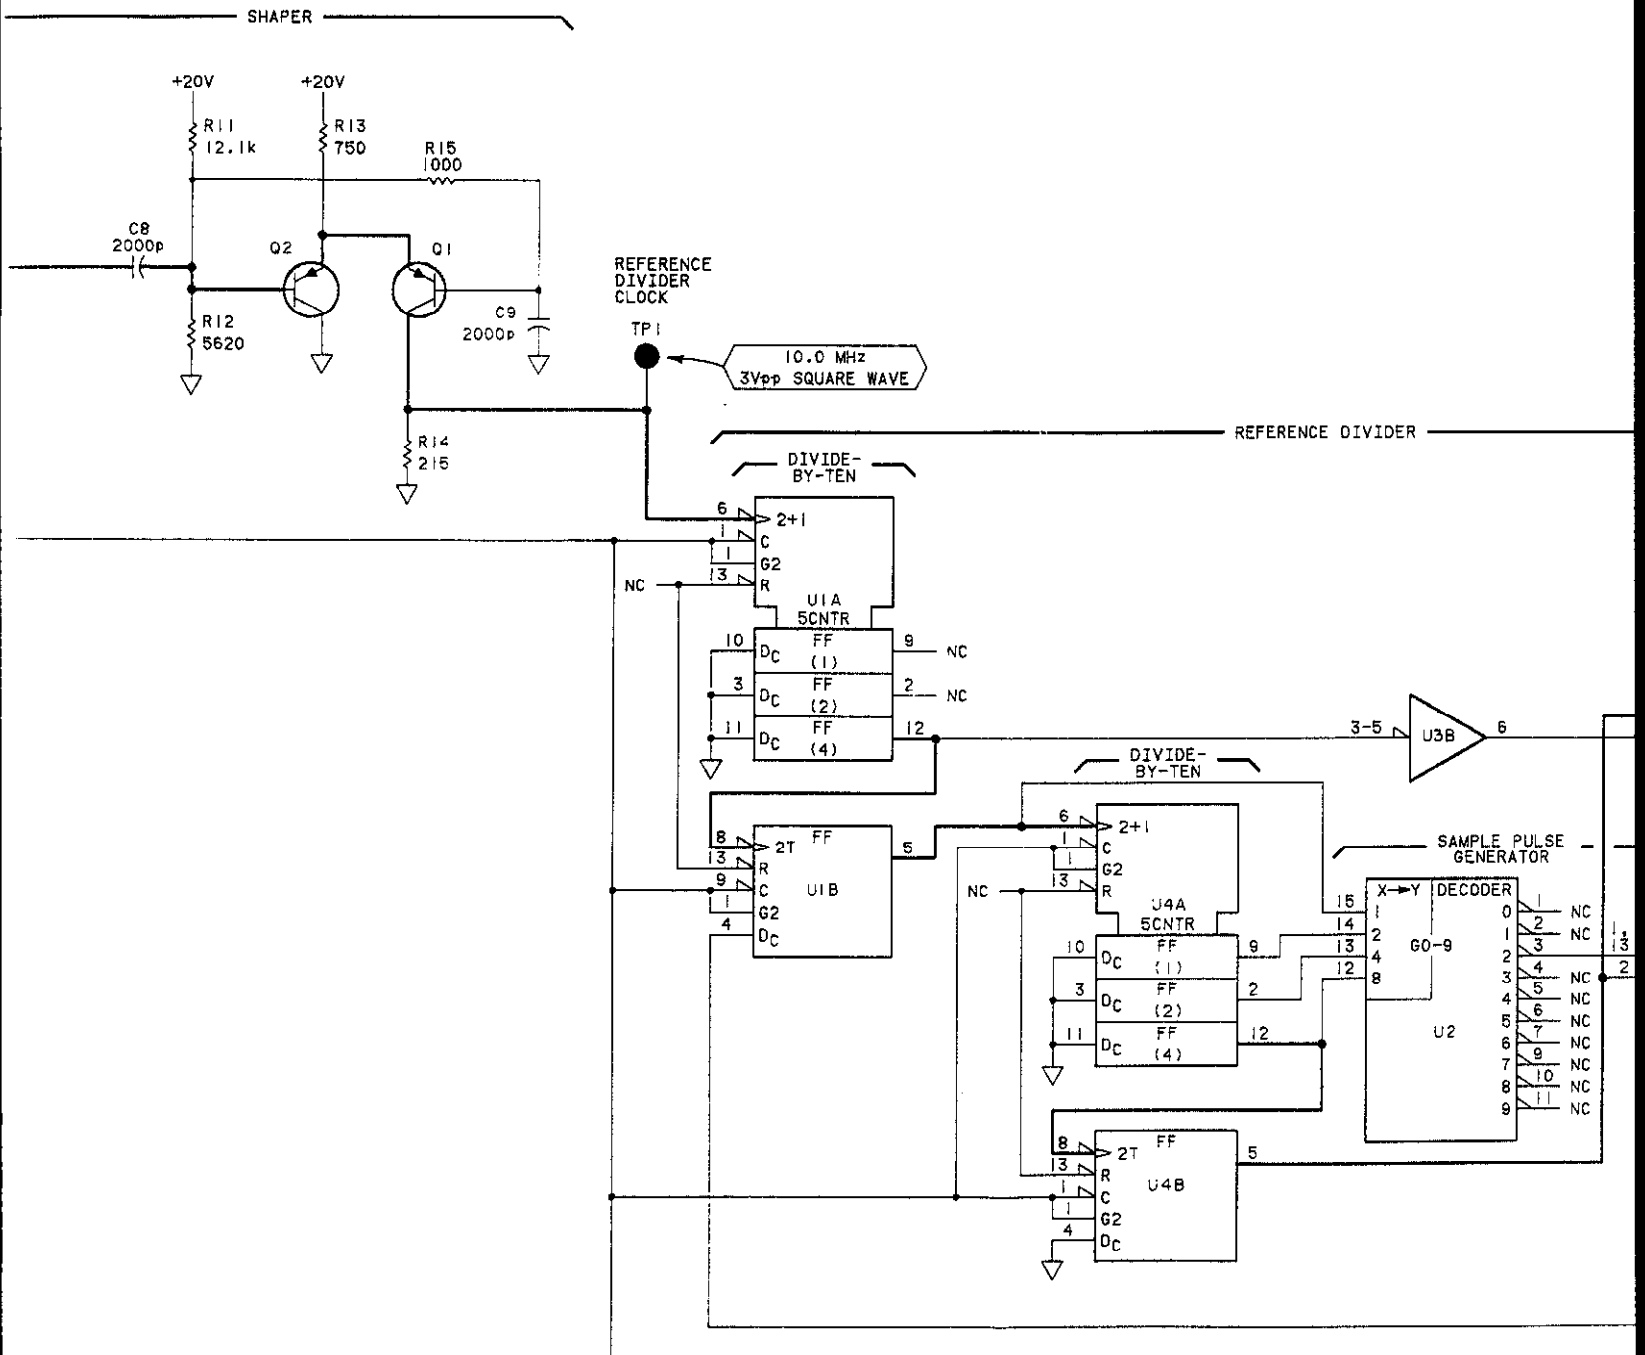 SHAPER
+20V
+20V
R11
12.1k
R13
750
R15
1000
C8
2000p
Q2
Q1
R12
5620
C9
2000p
REFERENCE
DIVIDER
CLOCK
TP1
10.0 MHz
3Vpp SQUARE WAVE
R14
215
REFERENCE DIVIDER
DIVIDE-
BY-TEN
6
2+1
1
C
1
G2
NC
13
R
U1A
5CNTR
10
DC
FF
(1)
9
NC
3
DC
FF
(2)
2
NC
11
DC
FF
(4)
12
3-5
U3B
6
DIVIDE-
BY-TEN
8
2T
FF
5
3
R
9
C
U1B
1
G2
4
DC
6
2+1
1
C
1
G2
NC
13
R
U4A
5CNTR
10
DC
FF
(1)
9
3
DC
FF
(2)
2
11
DC
FF
(4)
12
SAMPLE PULSE
GENERATOR
X→Y
DECODER
15
1
14
2
13
4
12
8
G0-9
U2
0
1
NC
1
2
NC
2
3
13
3
4
NC
2
4
5
NC
5
6
NC
6
7
NC
7
9
NC
8
10
NC
9
11
NC
8
2T
FF
5
13
R
U4B
1
C
1
G2
4
DC